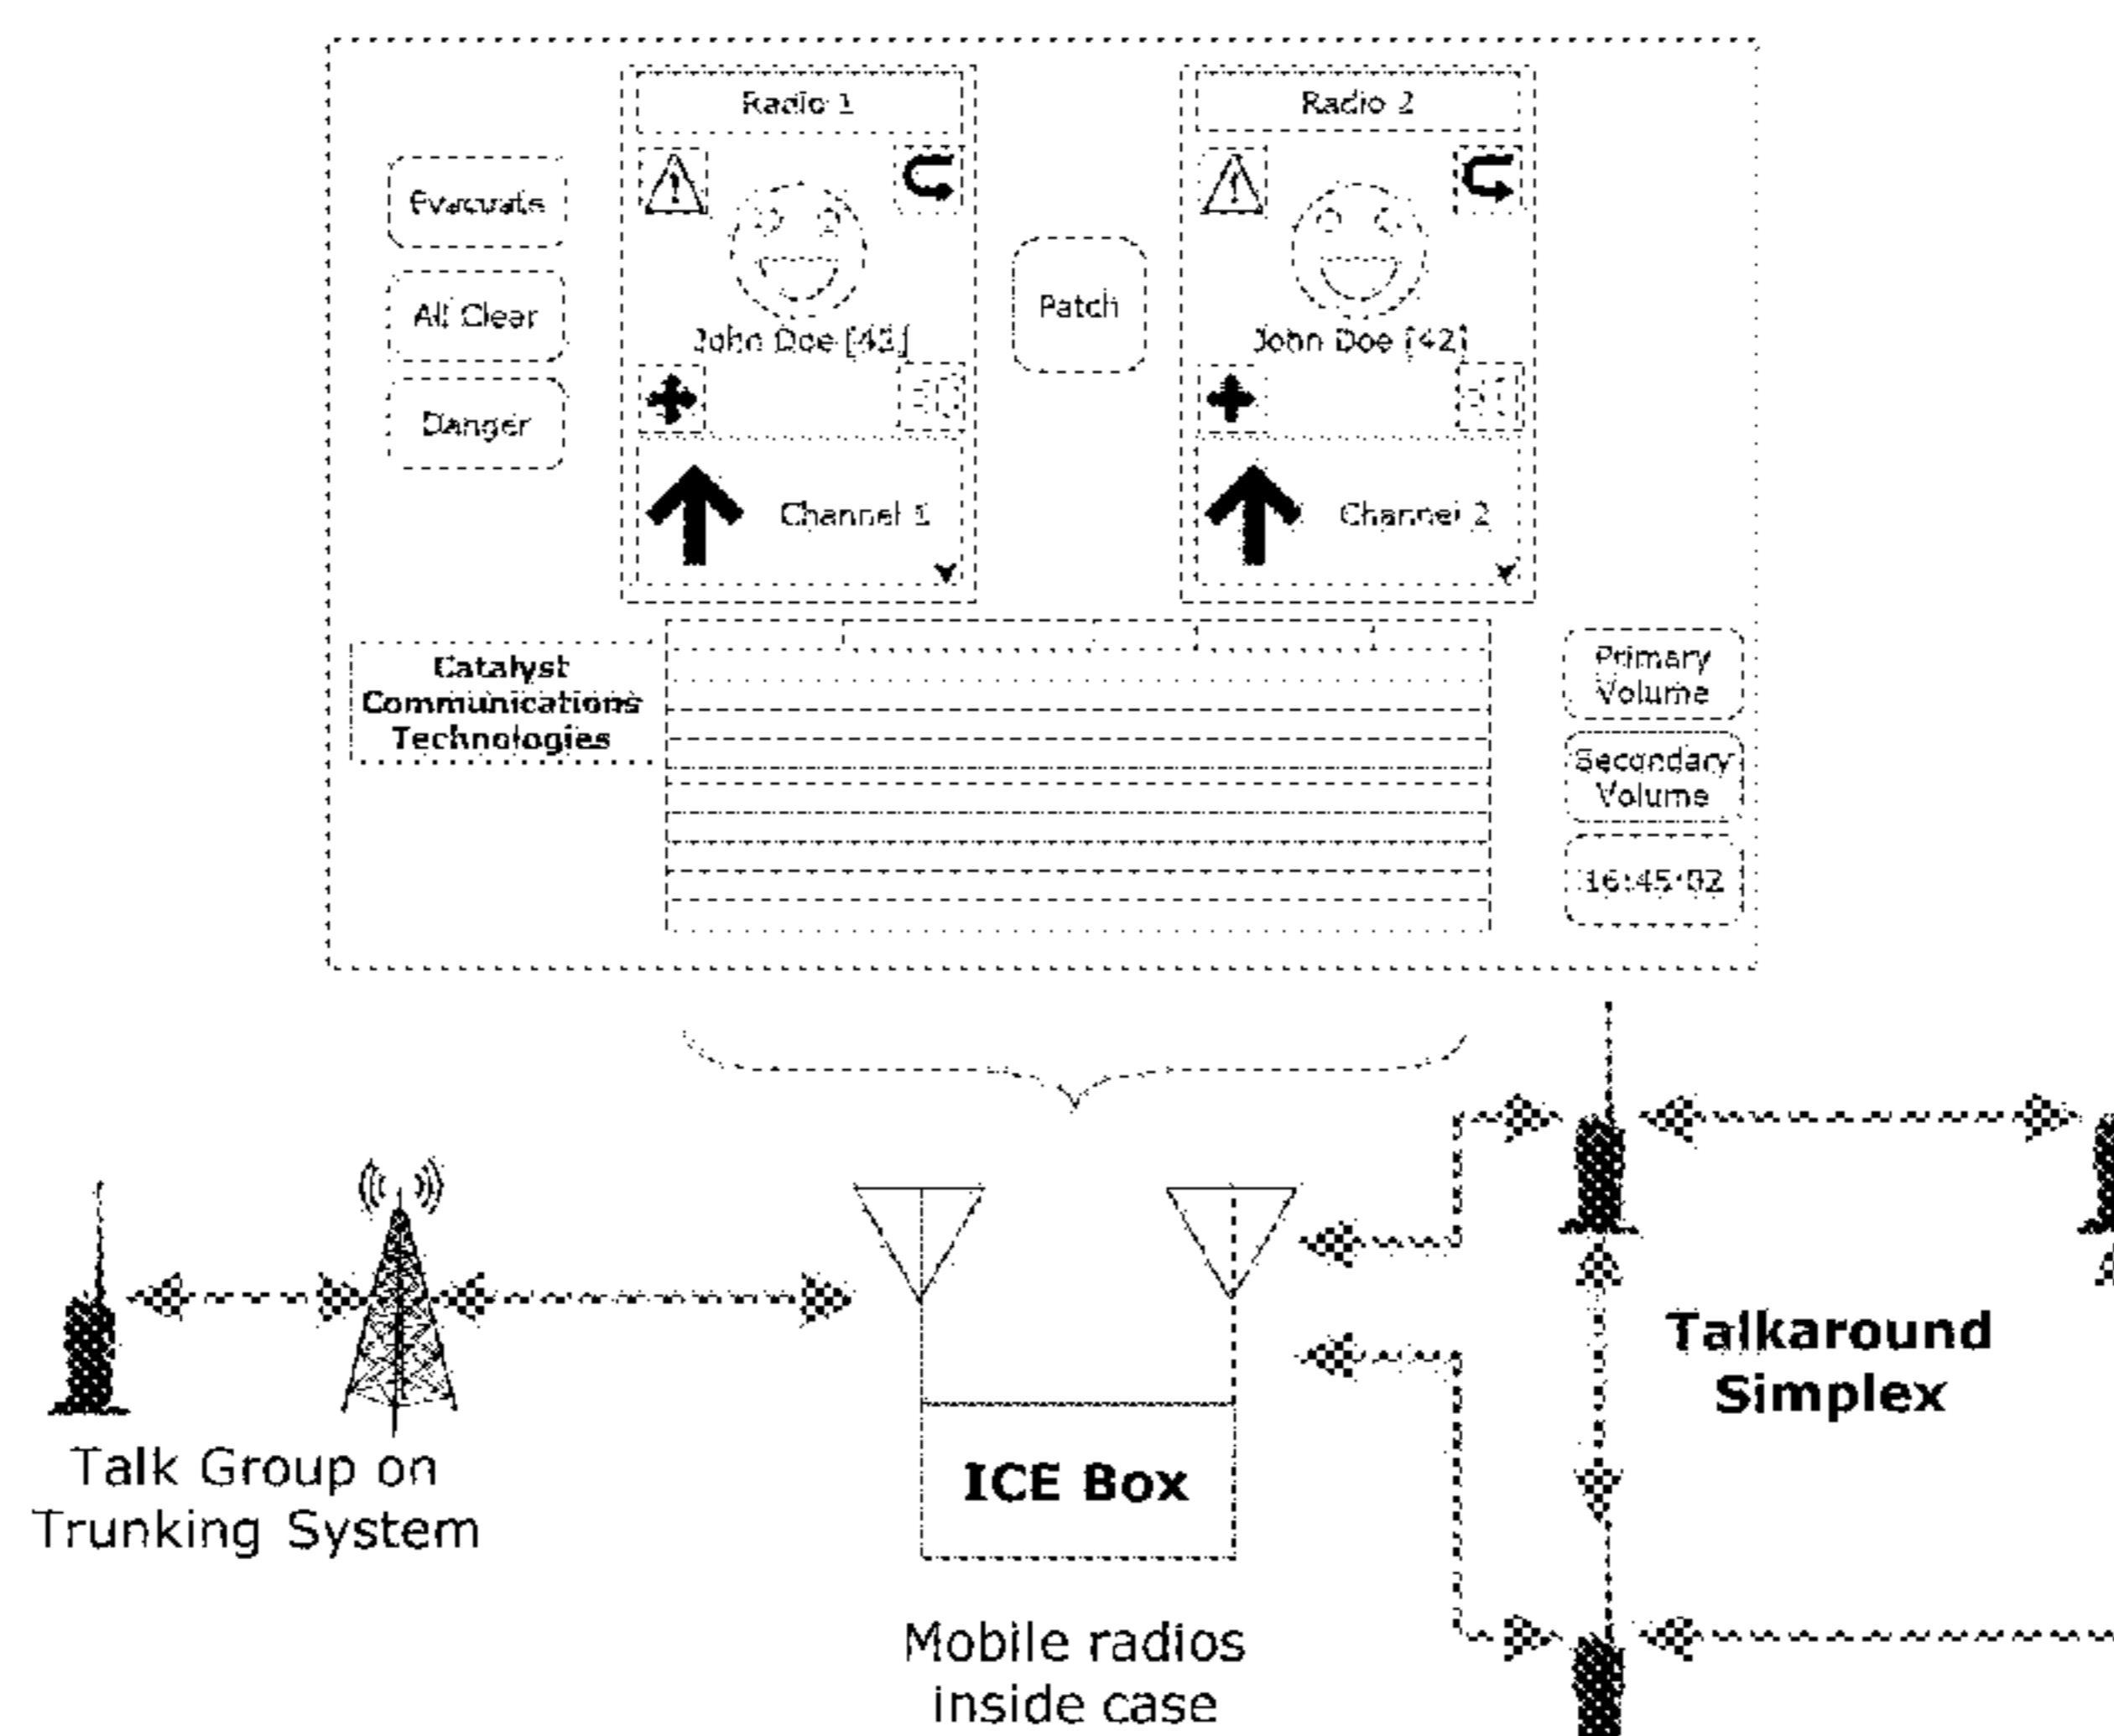 Radio 1
Radio 2
Evacuate
All Clear
Danger
John Doe [42]
Patch
John Doe [42]
Channel 1
Channel 2
Catalyst
Communications
Technologies
Primary
Volume
Secondary
Volume
16:45:02
Talk Group on
Trunking System
ICE Box
Mobile radios
inside case
Talkaround
Simplex